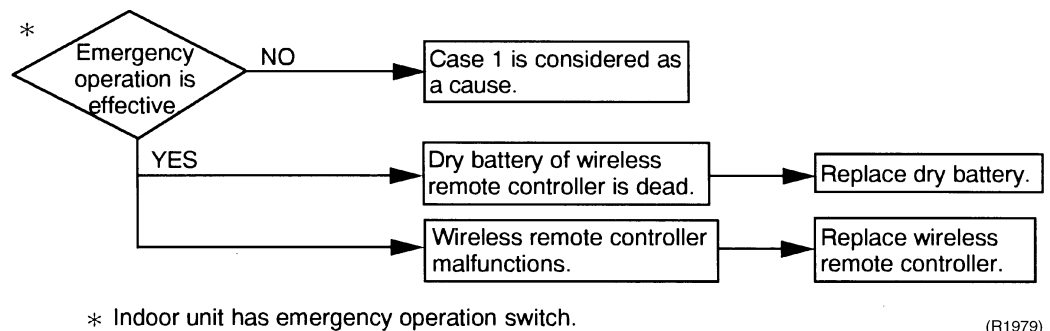 *
Emergency
operation is
effective.
NO
Case 1 is considered as
a cause.
YES
Dry battery of wireless
remote controller is dead.
Replace dry battery.
Wireless remote controller
malfunctions.
Replace wireless
remote controller.
* Indoor unit has emergency operation switch.
(R1979)